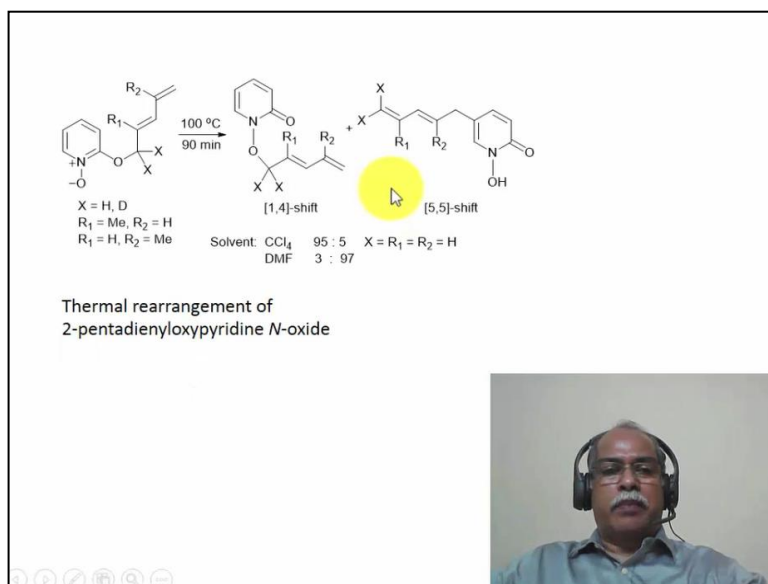 R2
R1
N
+
–O
O
X
X
100 ºC
90 min
N
O
O
R1
R2
X X
+
X
X
R1
R2
N
O
OH
X = H, D
R1 = Me, R2 = H
R1 = H, R2 = Me
[1,4]-shift
[5,5]-shift
Solvent: CCl4 95 : 5 X = R1 = R2 = H
DMF 3 : 97
Thermal rearrangement of
2-pentadienyloxypyridine N-oxide